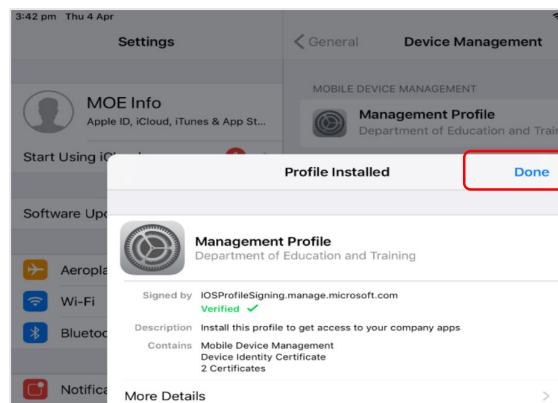 3:42 pm Thu 4 Apr
Settings
General
Device Management
MOBILE DEVICE MANAGEMENT
MOE Info
Apple ID, iCloud, iTunes & App St...
Management Profile
Department of Education and Train
Start Using
Profile Installed
Done
Software Upd
Management Profile
Department of Education and Training
Aeropla
Signed by IOSProfileSigning.manage.microsoft.com
Verified ✓
Wi-Fi
Description Install this profile to get access to your company apps
Bluetoo
Contains Mobile Device Management
Device Identity Certificate
2 Certificates
Notifica
More Details